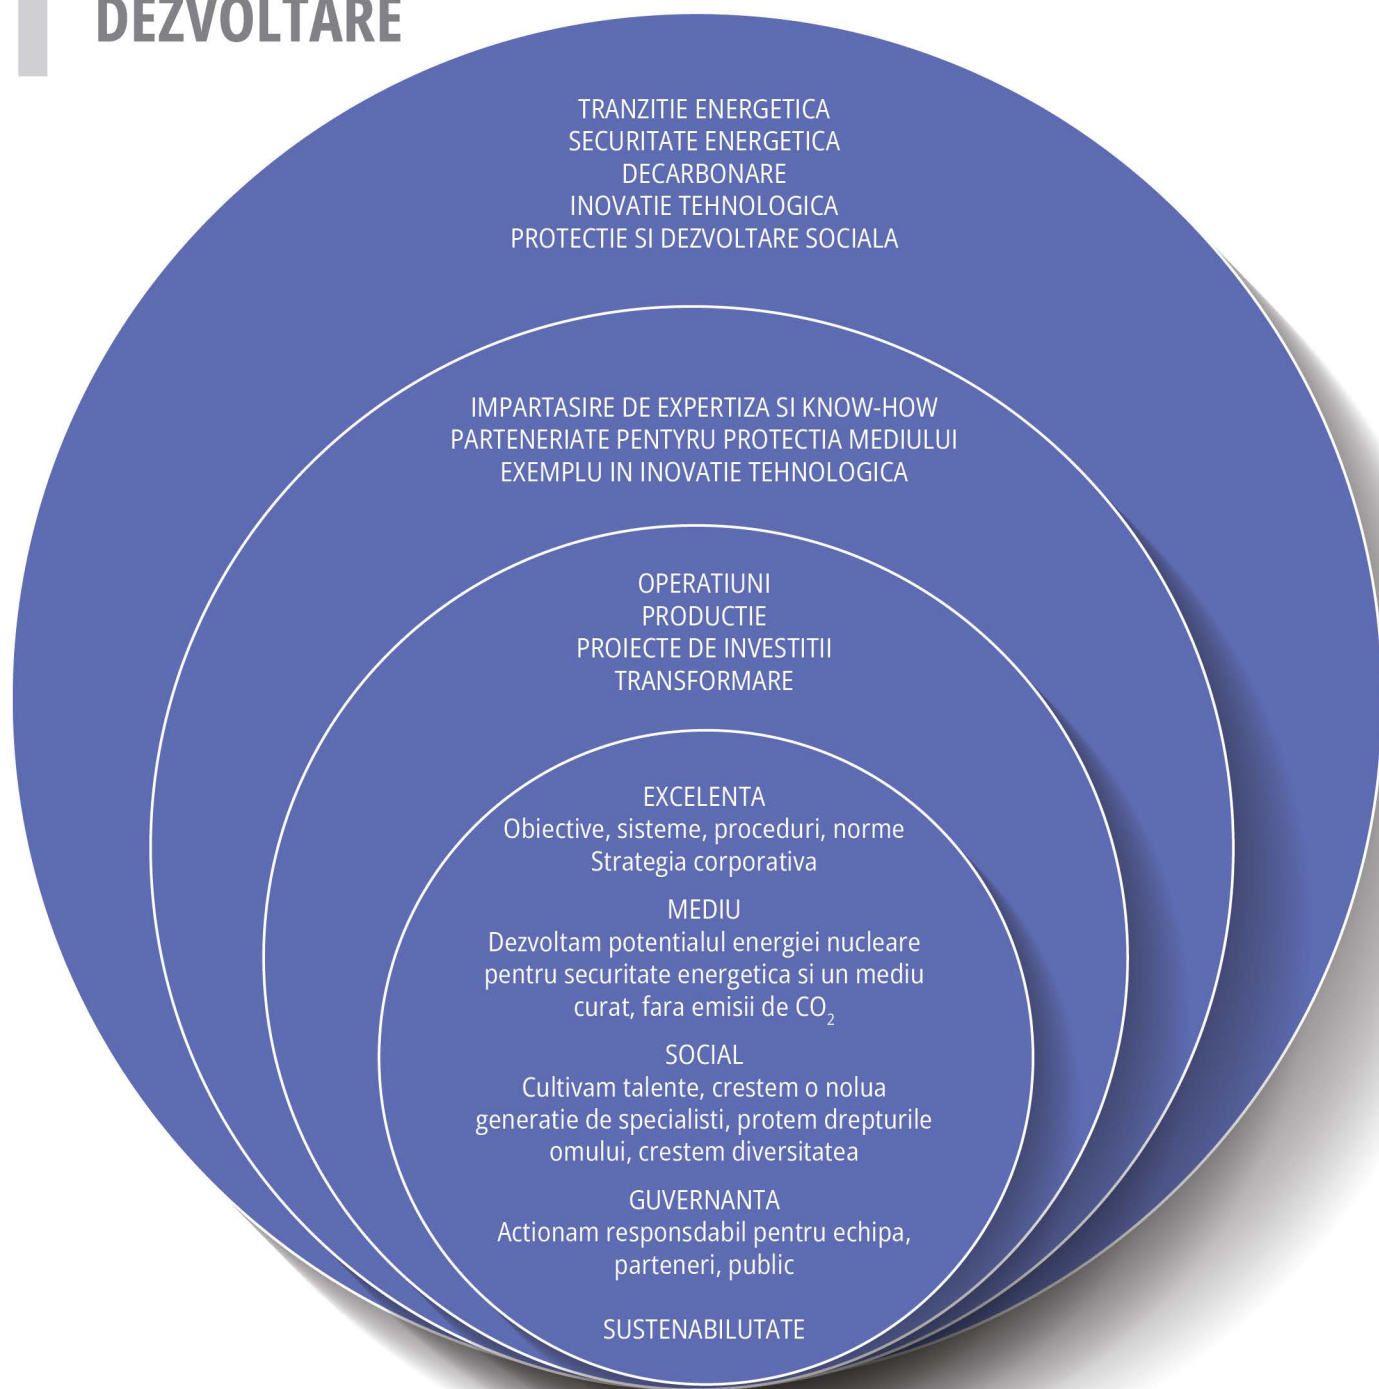 DEZVOLTARE
TRANZITIE ENERGETICA
SECURITATE ENERGETICA
DECARBONARE
INOVATIE TEHNOLOGICA
PROTECTIE SI DEZVOLTARE SOCIALA
IMPARTASIRE DE EXPERTIZA SI KNOW-HOW
PARTENERIATE PENTYRU PROTECTIA MEDIULUI
EXEMPLU IN INOVATIE TEHNOLOGICA
OPERATIUNI
PRODUCTIE
PROIECTE DE INVESTITII
TRANSFORMARE
EXCELENTA
Obiective, sisteme, proceduri, norme
Strategia corporativa
MEDIU
Dezvoltam potentialul energiei nucleare
pentru securitate energetica si un mediu
curat, fara emisii de CO₂
SOCIAL
Cultivam talente, crestem o nolua
generatie de specialisti, protem drepturile
omului, crestem diversitatea
GUVERNANTA
Actionam responsdabil pentru echipa,
parteneri, public
SUSTENABILUTATE